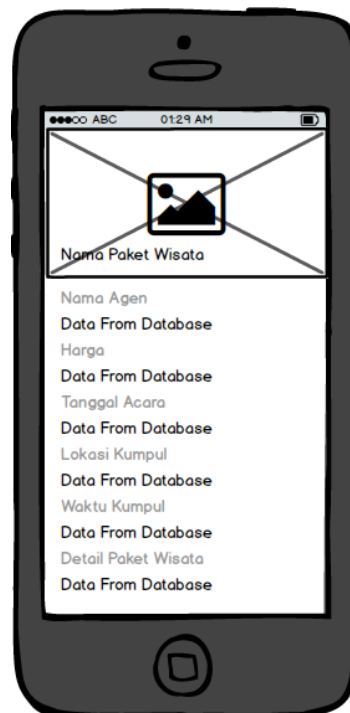 ABC 01:29 AM
Nama Paket Wisata
Nama Agen
Data From Database
Harga
Data From Database
Tanggal Acara
Data From Database
Lokasi Kumpul
Data From Database
Waktu Kumpul
Data From Database
Detail Paket Wisata
Data From Database